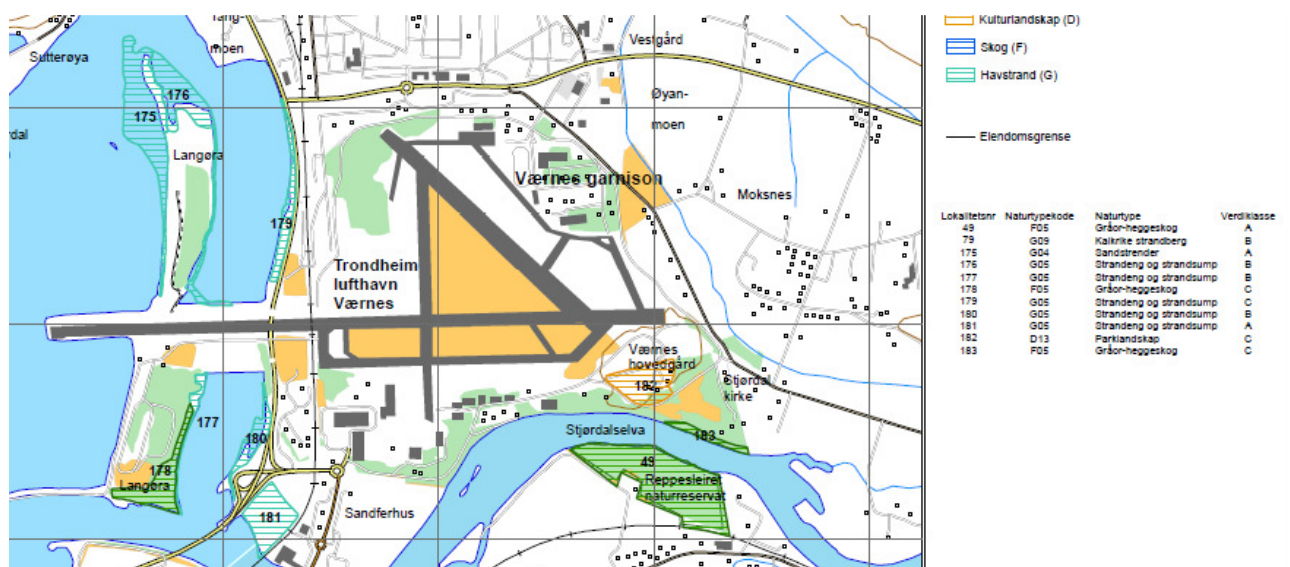 Tang-
moen
Sutterøya
Vestgård
176
175
Øyan-
moen
Langøra
Værnes garnison
Moksnes
179
Trondheim
lufthavn
Værnes
Værnes
hovedgård
182
Stjørdal
kirke
177
180
Stjørdalselva
183
178
Langøra
49
Reppesleiret
naturreservat
181
Sandferhus
Kulturlandskap (D)
Skog (F)
Havstrand (G)
Eiendomsgrense
Lokalitetsnr Naturtypekode Naturtype Verdiklasse
49 F05 Gråor-heggeskog A
79 G09 Kalkrike strandberg B
175 G04 Sandstrender A
176 G05 Strandeng og strandsump B
177 G05 Strandeng og strandsump B
178 F05 Gråor-heggeskog C
179 G05 Strandeng og strandsump C
180 G05 Strandeng og strandsump B
181 G05 Strandeng og strandsump A
182 D13 Parklandskap C
183 F05 Gråor-heggeskog C